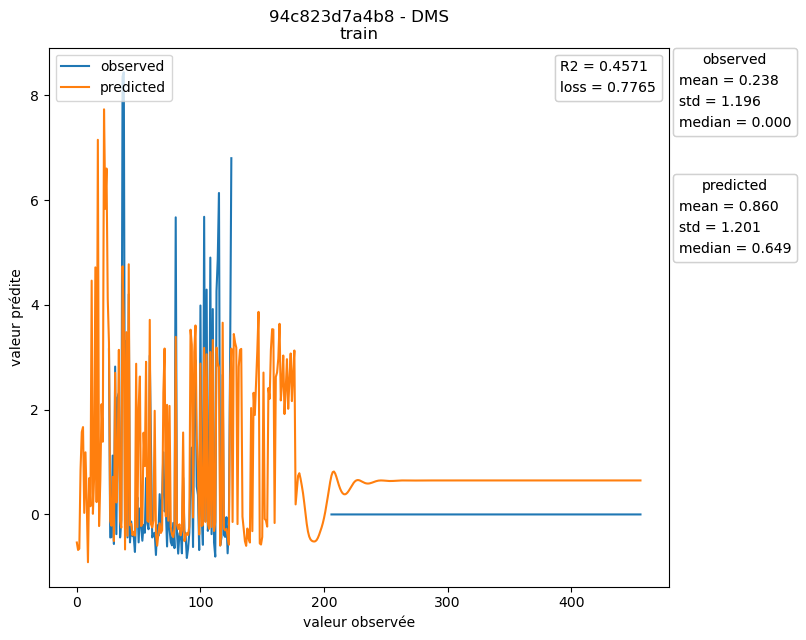 94c823d7a4b8 - DMS
train
observed
predicted
R2 = 0.4571
loss = 0.7765
observed
mean = 0.238
std = 1.196
median = 0.000
predicted
mean = 0.860
std = 1.201
median = 0.649
valeur prédite
8
6
4
2
0
0 100 200 300 400
valeur observée